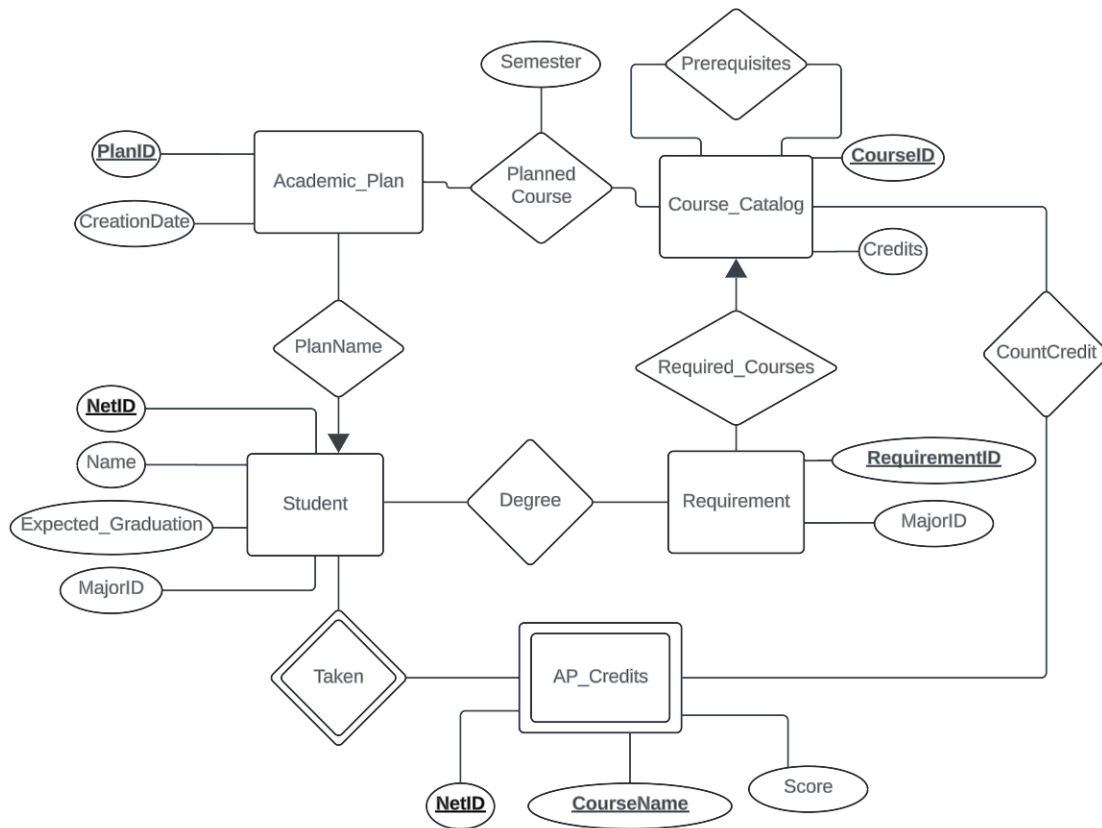 Semester
Prerequisites
PlanID
Academic_Plan
Planned
Course
CourseID
Course_Catalog
CreationDate
Credits
PlanName
Required_Courses
CountCredit
NetID
Name
RequirementID
Student
Degree
Requirement
Expected_Graduation
MajorID
MajorID
Taken
AP_Credits
NetID
CourseName
Score